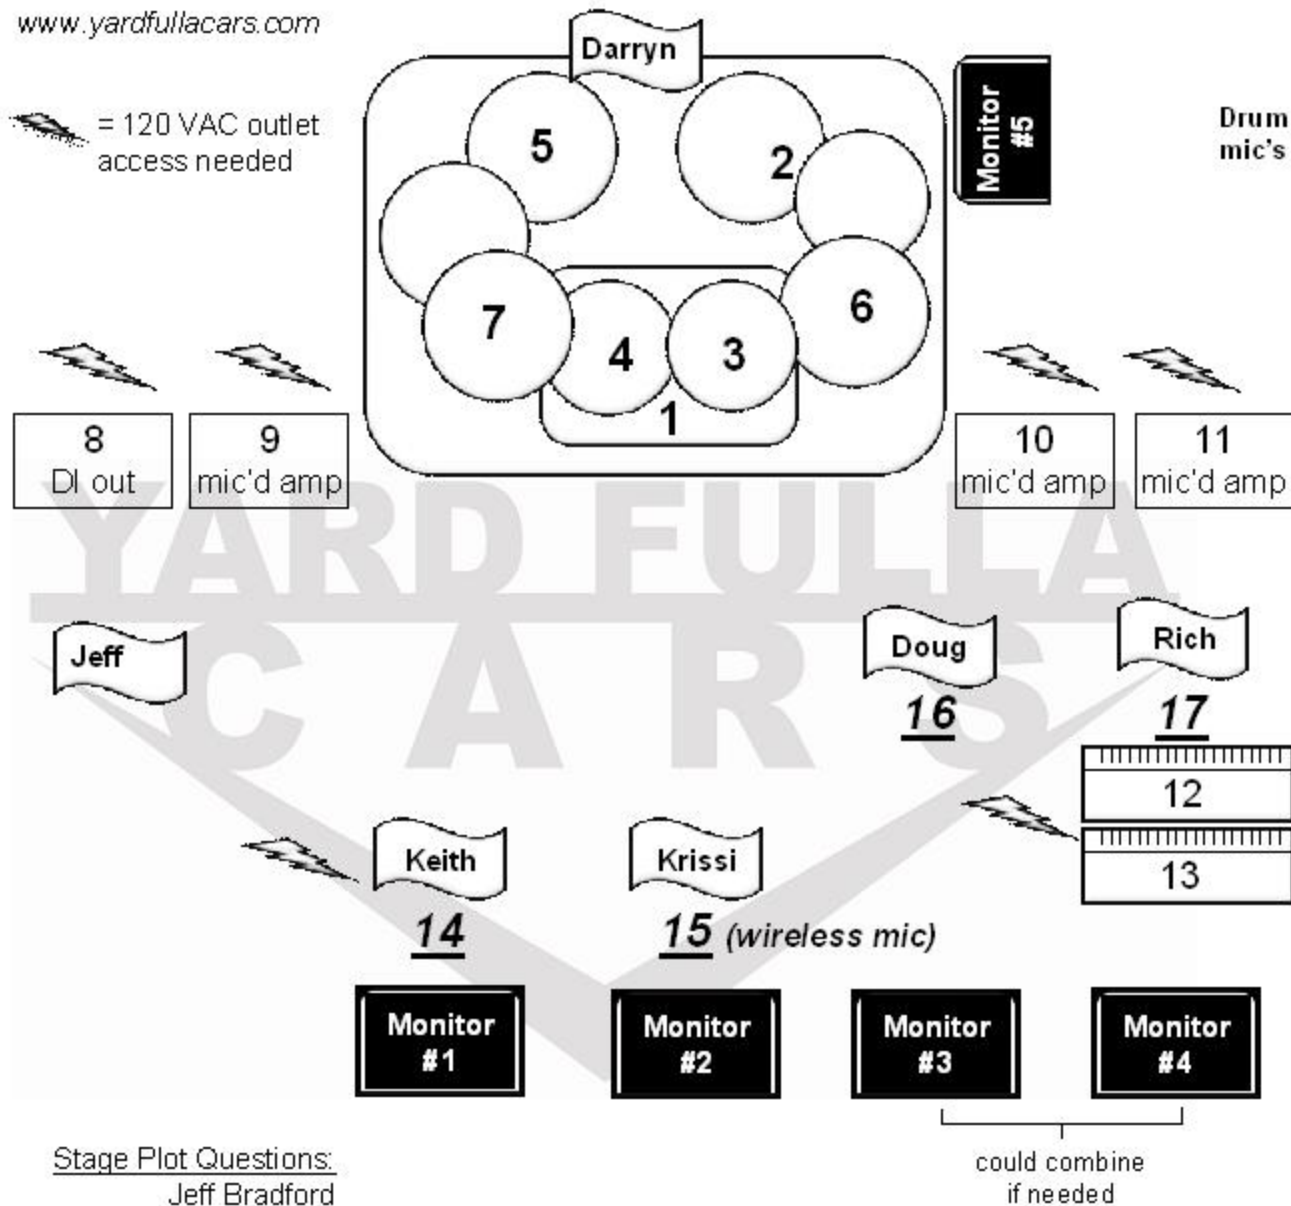 www.yardfullacars.com
Darryn
= 120 VAC outlet
access needed
Monitor
#5
Drum
mic's
5
2
7
4
3
6
1
8
DI out
9
mic'd amp
10
mic'd amp
11
mic'd amp
YARD FULLA
CARS
Jeff
Doug
16
Rich
17
12
13
Keith
14
Krissi
15 (wireless mic)
Monitor
#1
Monitor
#2
Monitor
#3
Monitor
#4
could combine
if needed
Stage Plot Questions:
Jeff Bradford